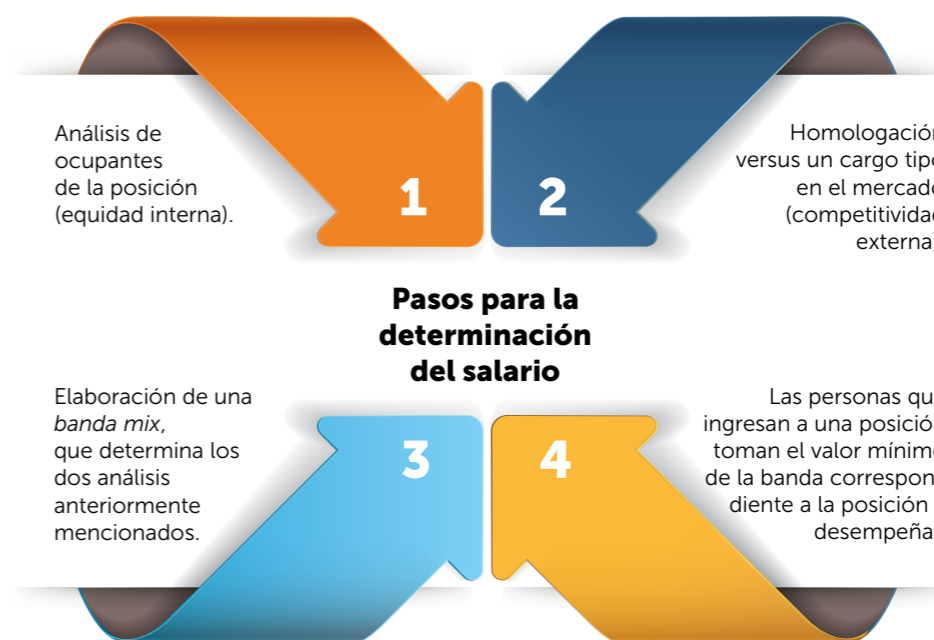 Análisis de
ocupantes
de la posición
(equidad interna).
1
2
Homologación
versus un cargo tipo
en el mercado
(competitividad
externa)
Pasos para la
determinación
del salario
Elaboración de una
banda mix,
que determina los
dos análisis
anteriormente
mencionados.
3
4
Las personas qu
ingresan a una posició
toman el valor mínimo
de la banda correspon
diente a la posición
desempeña